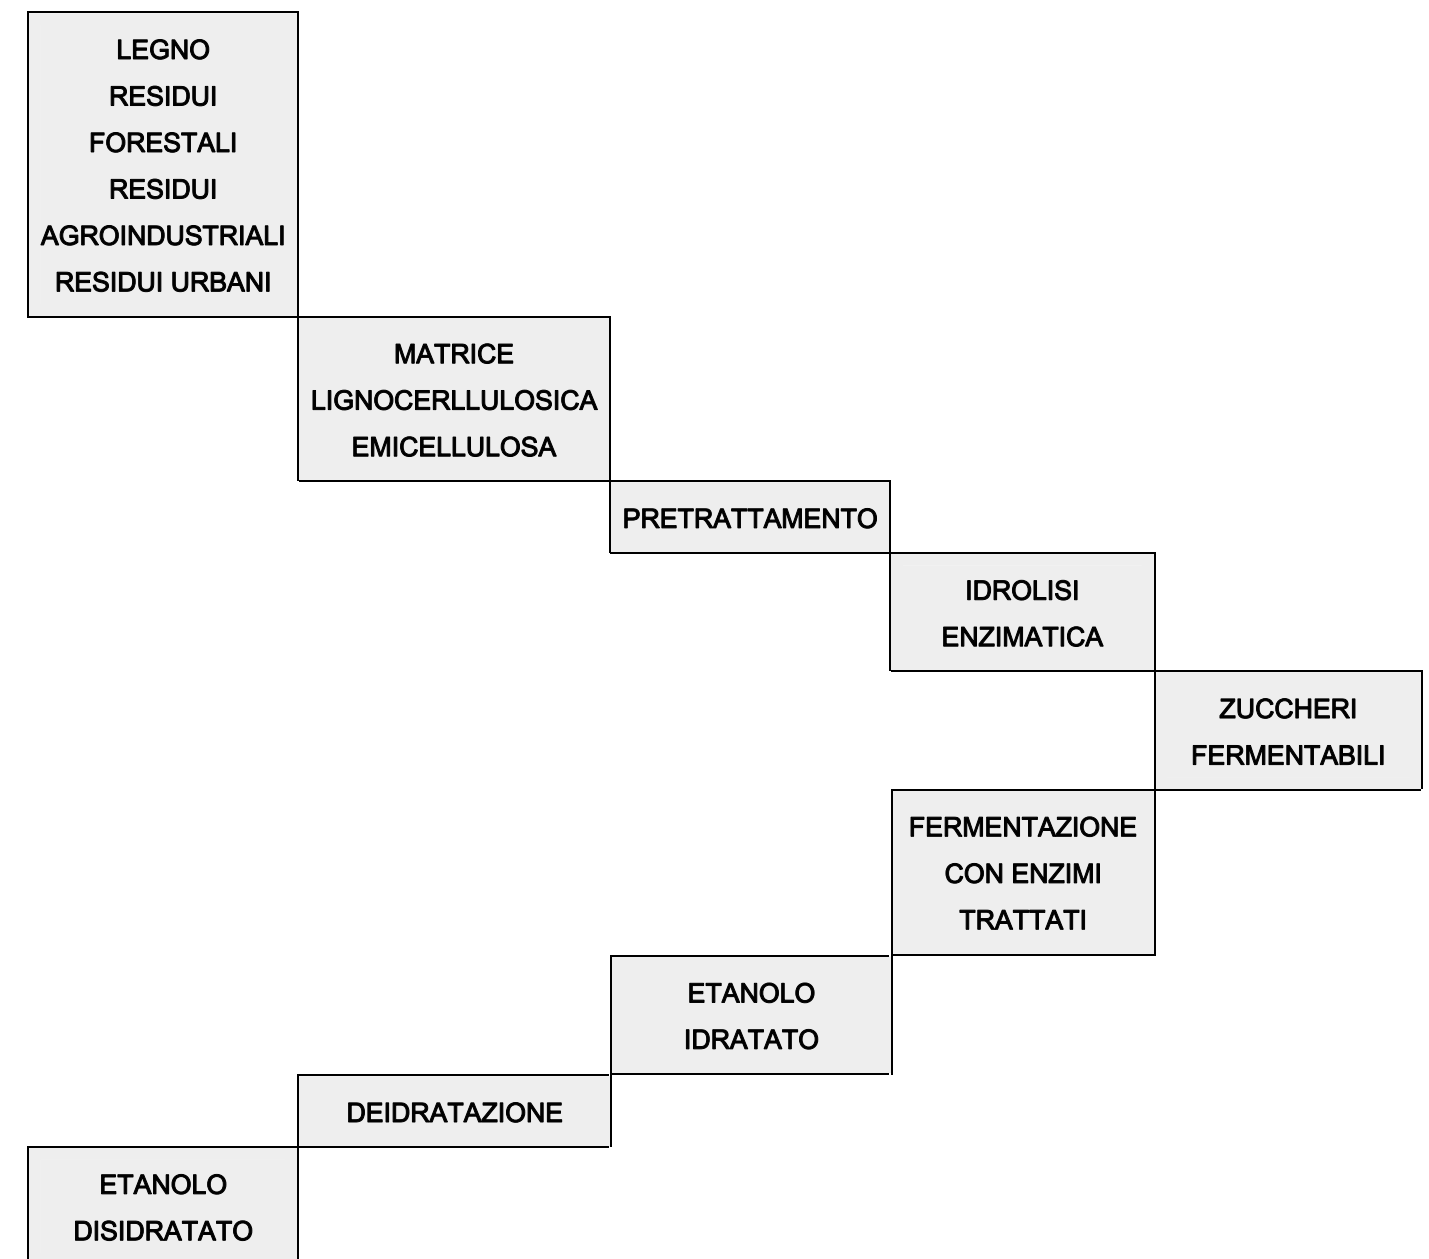 LEGNO
RESIDUI
FORESTALI
RESIDUI
AGROINDUSTRIALI
RESIDUI URBANI
MATRICE
LIGNOCERLLULOSICA
EMICELLULOSA
PRETRATTAMENTO
IDROLISI
ENZIMATICA
ZUCCHERI
FERMENTABILI
FERMENTAZIONE
CON ENZIMI
TRATTATI
ETANOLO
IDRATATO
DEIDRATAZIONE
ETANOLO
DISIDRATATO